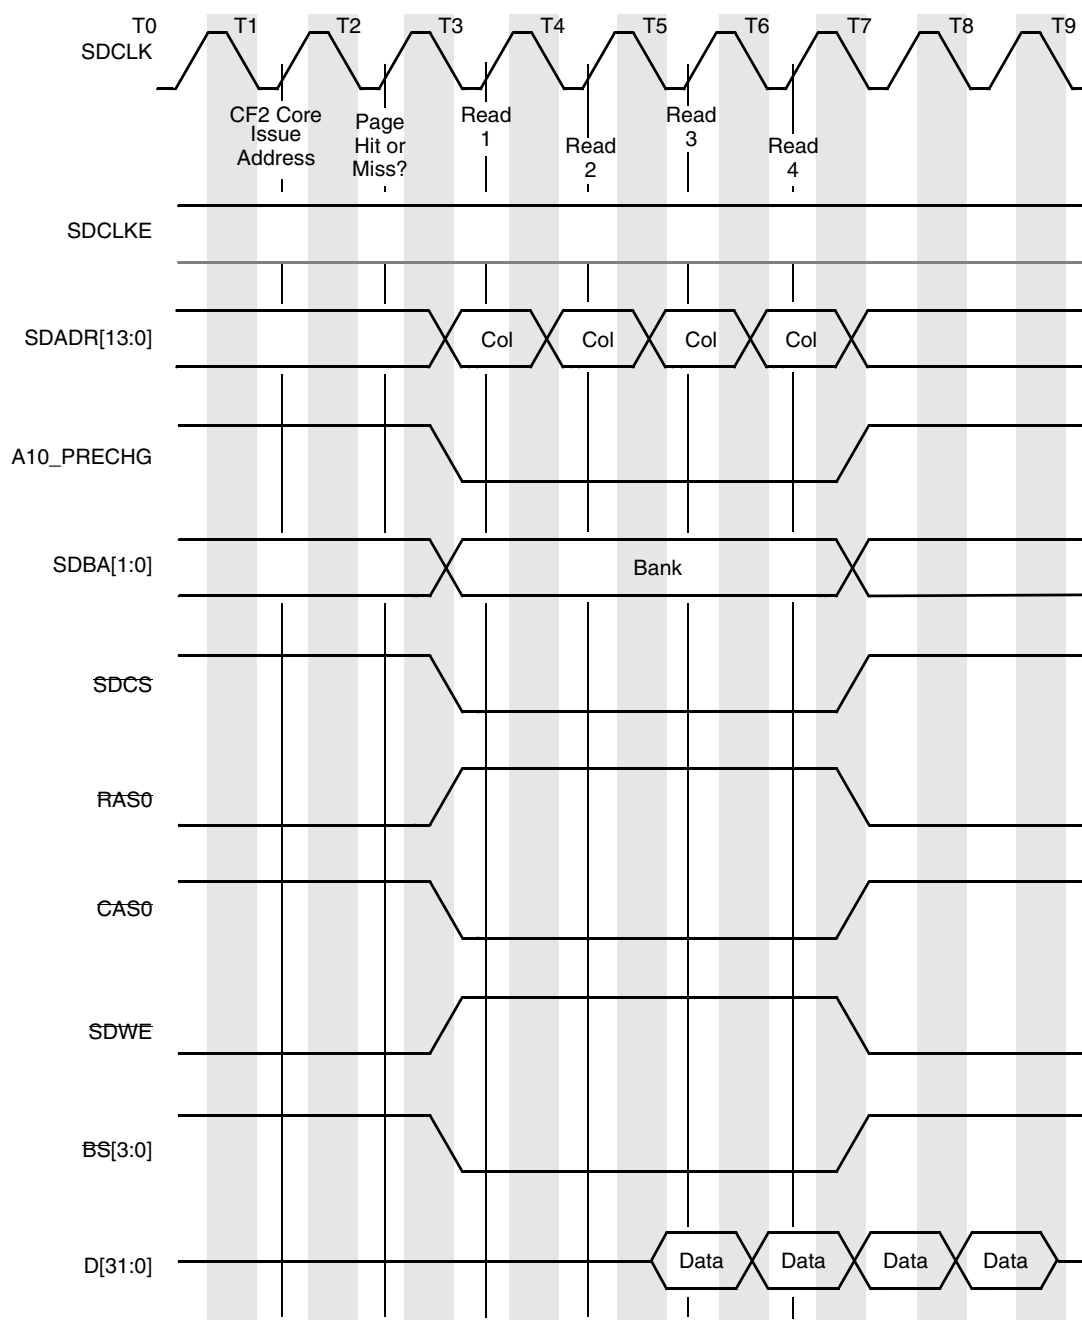 T0 T1 T2 T3 T4 T5 T6 T7 T8 T9
SDCLK
CF2 Core
Issue
Address
Page
Hit or
Miss?
Read
1
Read
2
Read
3
Read
4
SDCLKE
SDADR[13:0] Col Col Col Col
A10_PRECHG
SDBA[1:0] Bank
SDCS
RAS0
CAS0
SDWE
BS[3:0]
D[31:0] Data Data Data Data